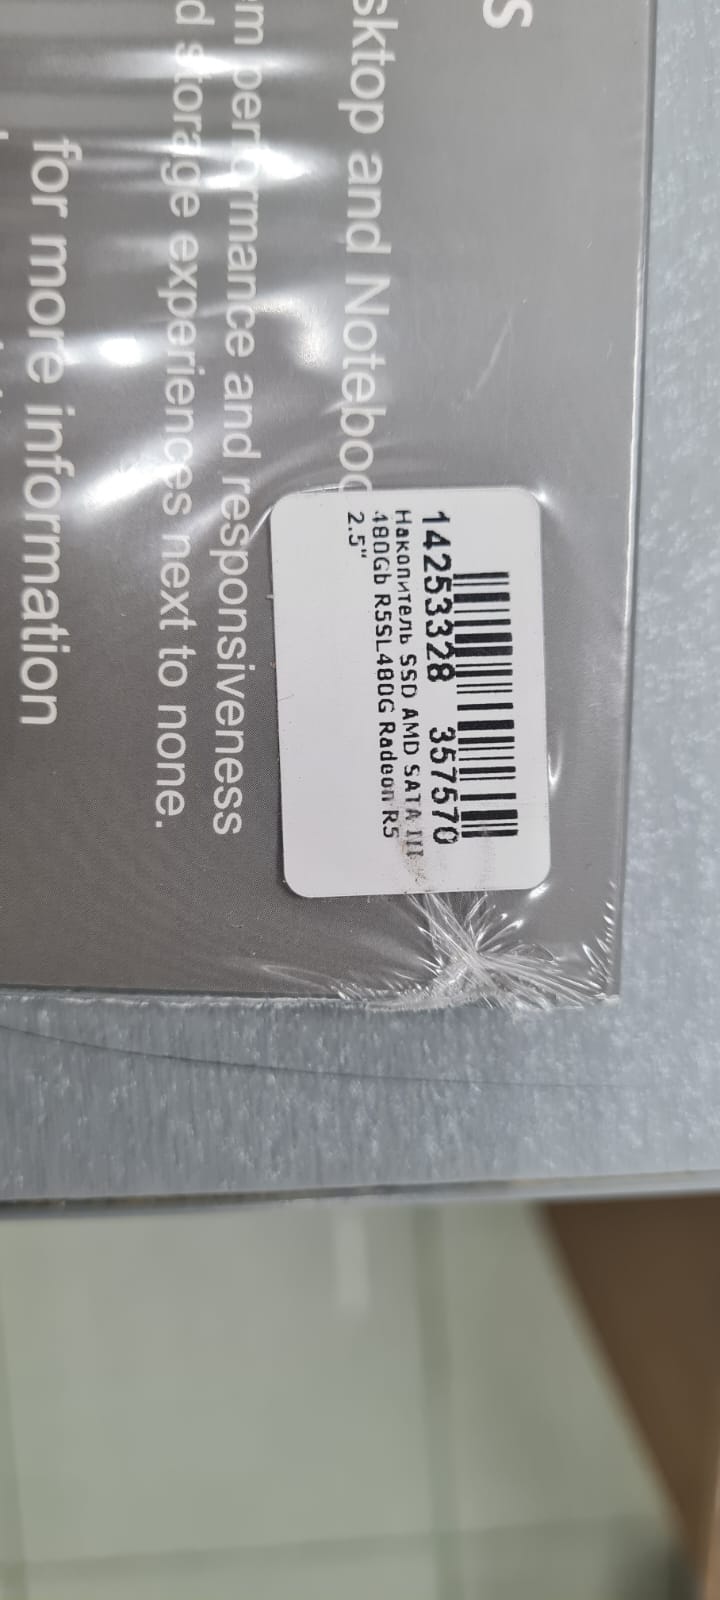 s
sktop and Notebo
em performance and responsiveness
d storage experiences next to none.
for more information
14253328 357570
Накопитель SSD AMD SATA III
480Gb R5SL480G Radeon R5
2.5"